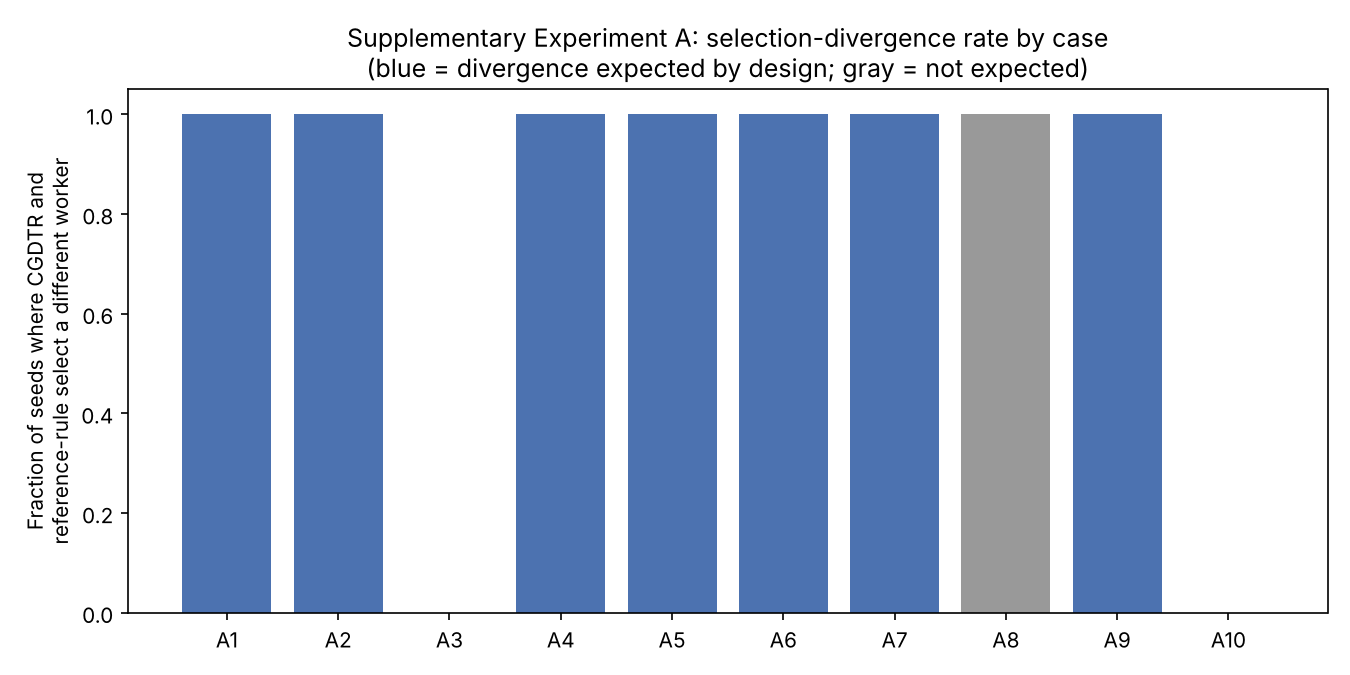 Supplementary Experiment A: selection-divergence rate by case
(blue = divergence expected by design; gray = not expected)
Fraction of seeds where CGDTR and
reference-rule select a different worker
1.0
0.8
0.6
0.4
0.2
0.0
A1 A2 A3 A4 A5 A6 A7 A8 A9 A10